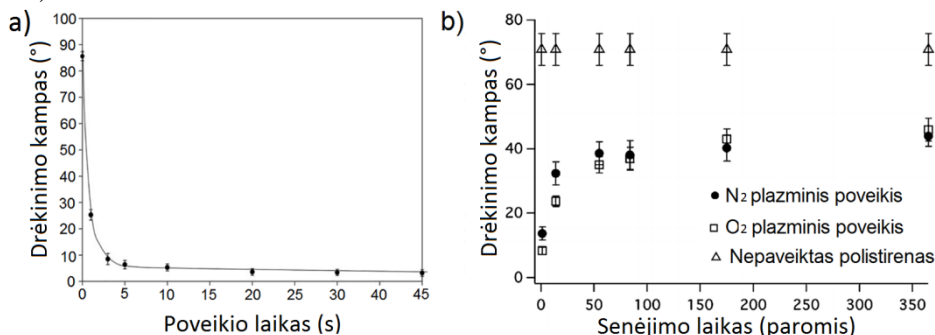 a)
100
90
80
70
60
50
40
30
20
10
0
Drėkinimo kampas (°)
0 5 10 15 20 25 30 35 40 45
Poveikio laikas (s)
b)
80
60
40
20
0
Drėkinimo kampas (°)
N2 plazminis poveikis
O2 plazminis poveikis
Nepaveiktas polistirenas
0 50 100 150 200 250 300 350
Senėjimo laikas (paromis)